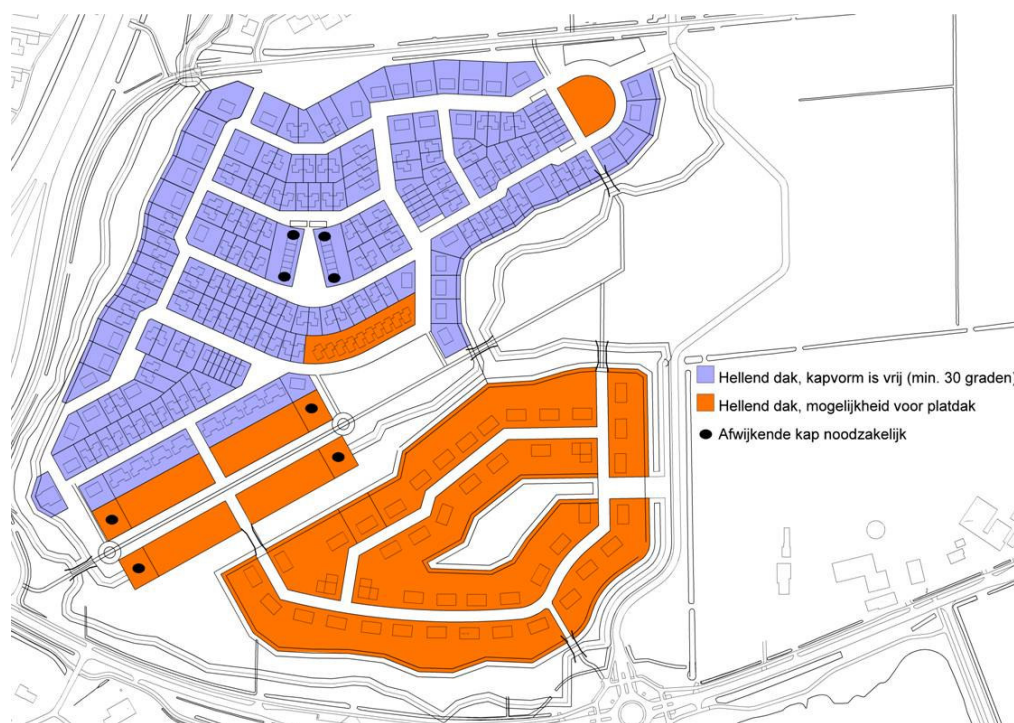 Hellend dak, kapvorm is vrij (min. 30 graden)
Hellend dak, mogelijkheid voor platdak
Afwijkende kap noodzakelijk